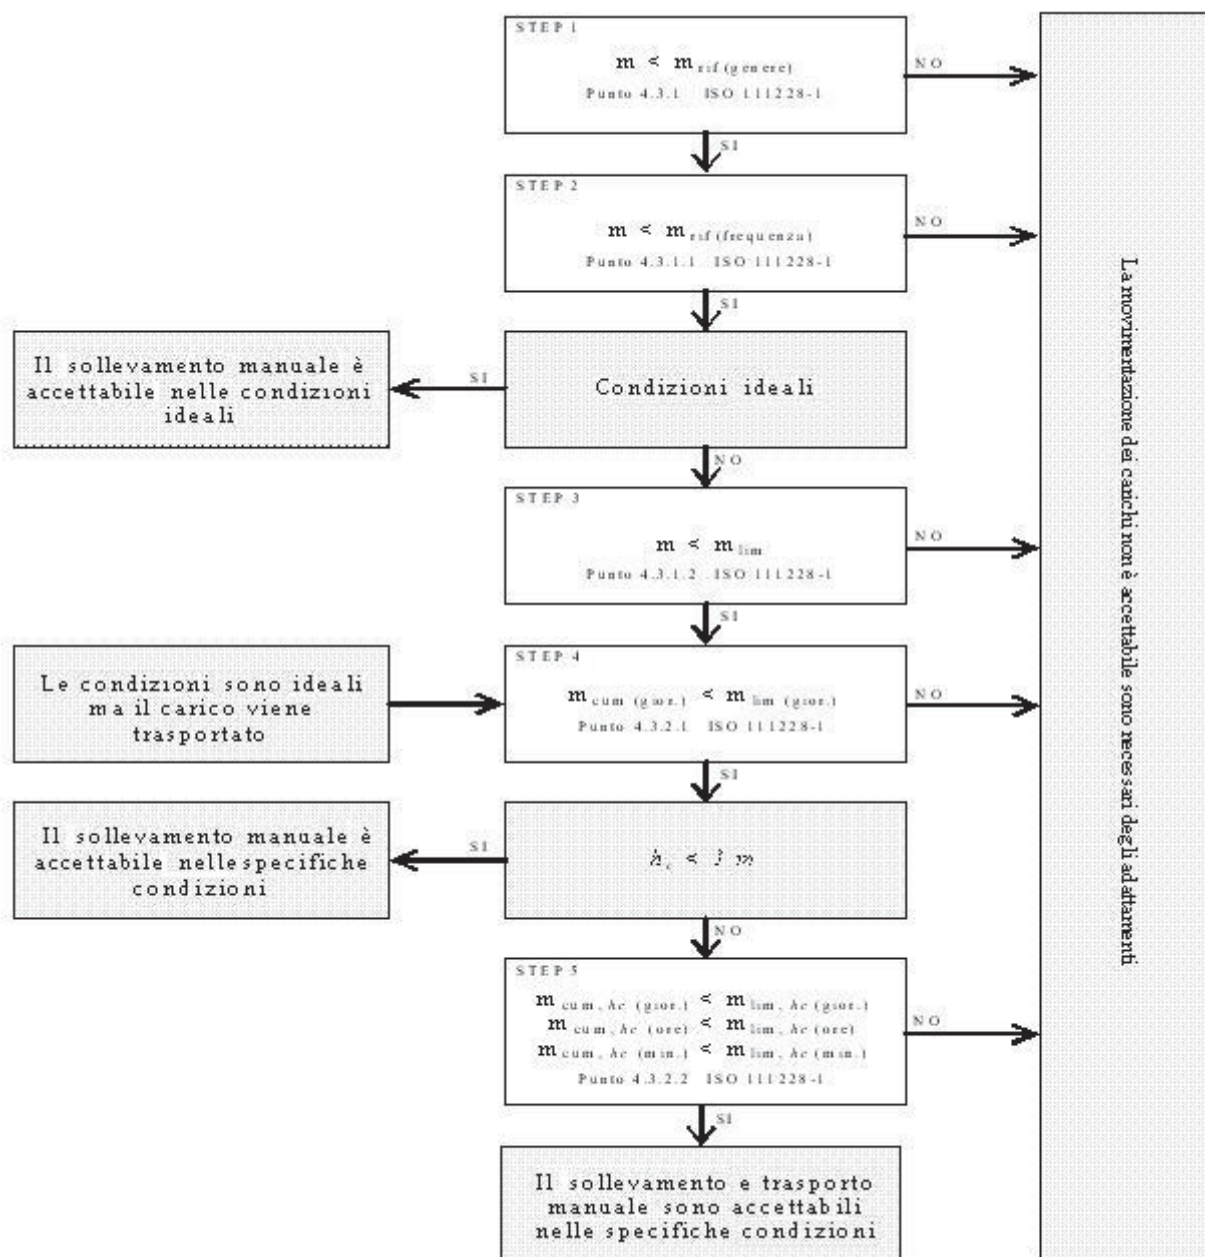 STEP 1
m < m rif (genere)
Punto 4.3.1 ISO 111228-1
NO
SI
STEP 2
m < m rif (frequenza)
Punto 4.3.1.1 ISO 111228-1
NO
SI
Il sollevamento manuale è
accettabile nelle condizioni
ideali
SI
Condizioni ideali
NO
STEP 3
m < m lim
Punto 4.3.1.2 ISO 111228-1
NO
SI
Le condizioni sono ideali
ma il carico viene
trasportato
STEP 4
m cum (gior.) < m lim (gior.)
Punto 4.3.2.1 ISO 111228-1
NO
SI
Il sollevamento manuale è
accettabile nelle specifiche
condizioni
SI
h c < 1 m
NO
STEP 5
m cum, hc (gior.) < m lim, hc (gior.)
m cum, hc (ore) < m lim, hc (ore)
m cum, hc (min.) < m lim, hc (min.)
Punto 4.3.2.2 ISO 111228-1
NO
SI
Il sollevamento e trasporto
manuale sono accettabili
nelle specifiche condizioni
La movimentazione dei carichi non è accettabile sono necessari degli adattamenti